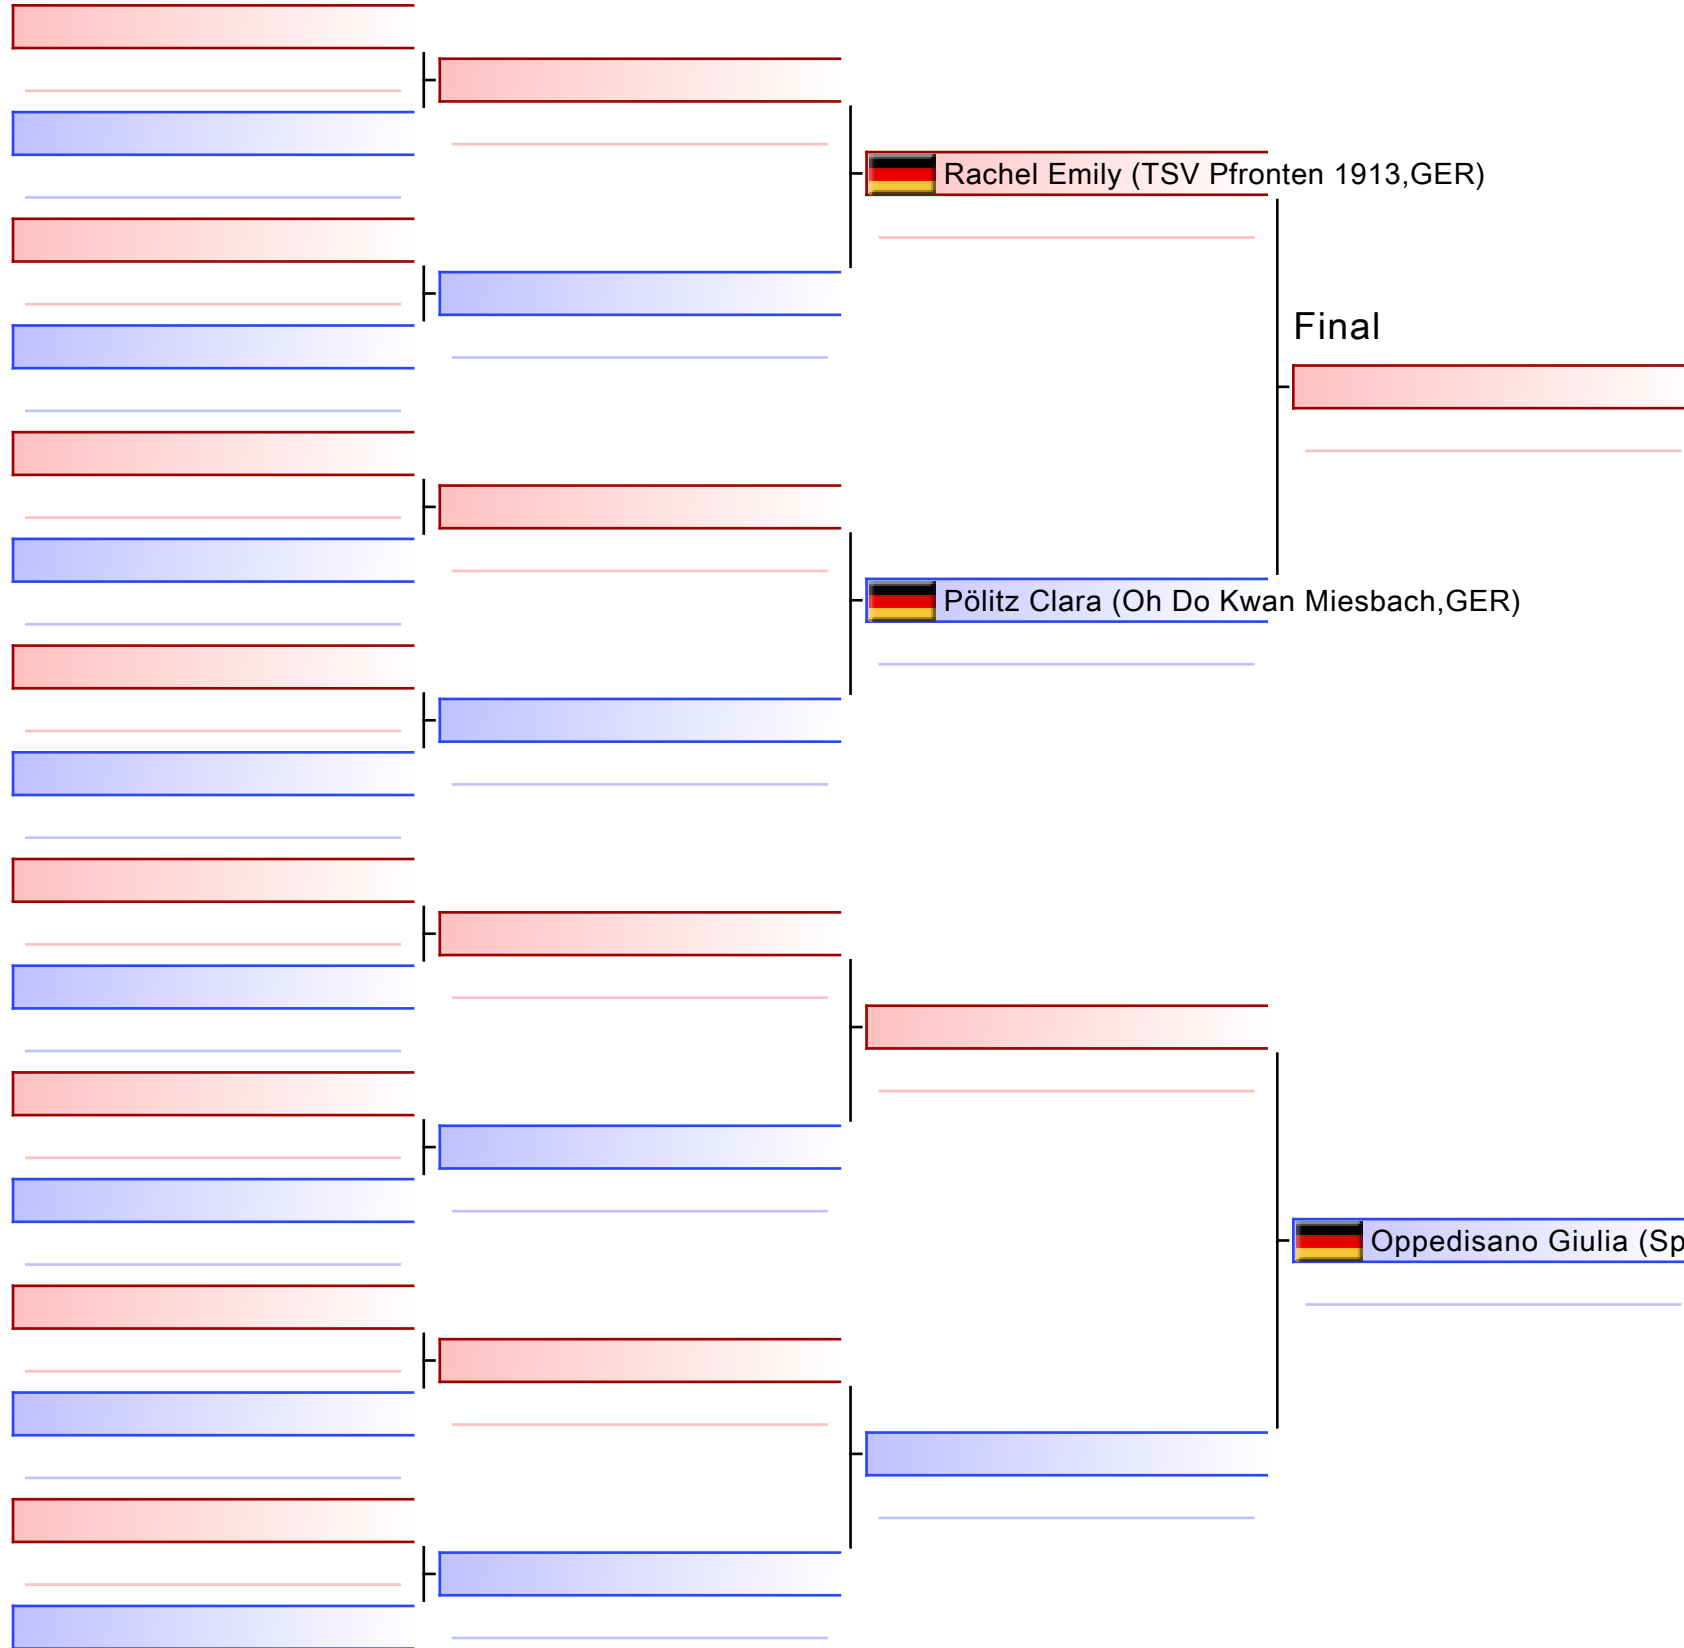 Rachel Emily (TSV Pfronten 1913,GER)
Final
Pölitz Clara (Oh Do Kwan Miesbach,GER)
Oppedisano Giulia (Sp